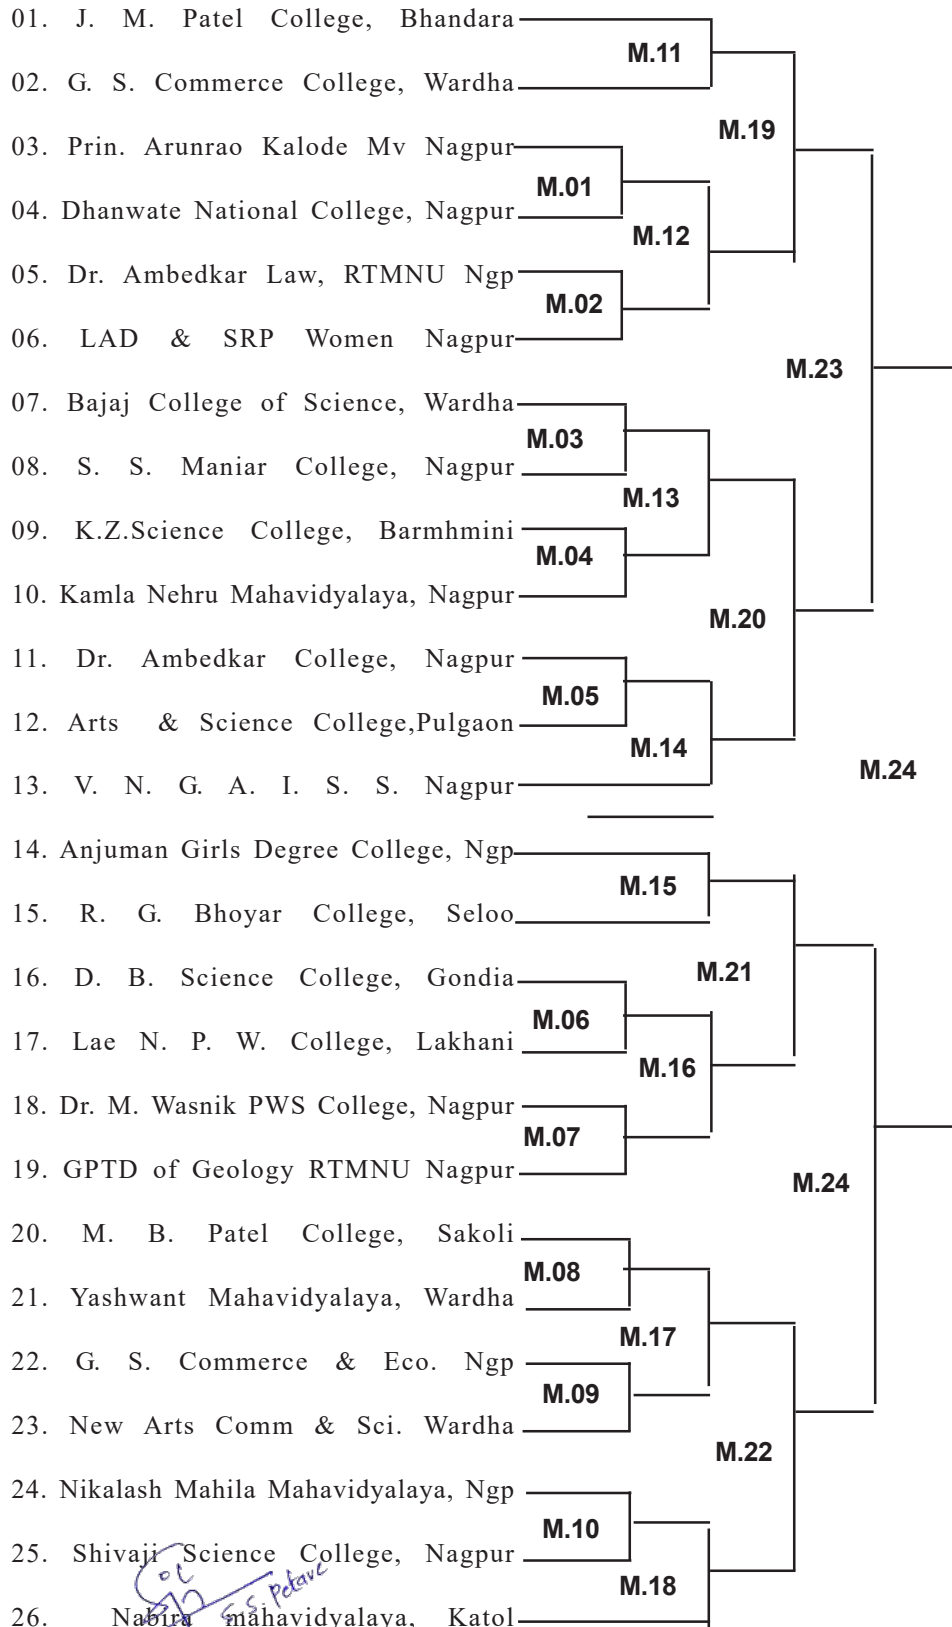 01. J. M. Patel College, Bhandara
M.11
02. G. S. Commerce College, Wardha
M.19
03. Prin. Arunrao Kalode Mv Nagpur
M.01
04. Dhanwate National College, Nagpur
M.12
05. Dr. Ambedkar Law, RTMNU Ngp
M.02
06. LAD & SRP Women Nagpur
M.23
07. Bajaj College of Science, Wardha
M.03
08. S. S. Maniar College, Nagpur
M.13
09. K.Z.Science College, Barmhmini
M.04
10. Kamla Nehru Mahavidyalaya, Nagpur
M.20
11. Dr. Ambedkar College, Nagpur
M.05
12. Arts & Science College,Pulgaon
M.14
M.24
13. V. N. G. A. I. S. S. Nagpur
14. Anjuman Girls Degree College, Ngp
M.15
15. R. G. Bhoyar College, Seloo
M.21
16. D. B. Science College, Gondia
M.06
17. Lae N. P. W. College, Lakhani
M.16
18. Dr. M. Wasnik PWS College, Nagpur
M.07
19. GPTD of Geology RTMNU Nagpur
M.24
20. M. B. Patel College, Sakoli
M.08
21. Yashwant Mahavidyalaya, Wardha
M.17
22. G. S. Commerce & Eco. Ngp
M.09
23. New Arts Comm & Sci. Wardha
M.22
24. Nikalash Mahila Mahavidyalaya, Ngp
M.10
25. Shivaji Science College, Nagpur
M.18
S.S.
26. Nabira mahavidyalaya, Katol